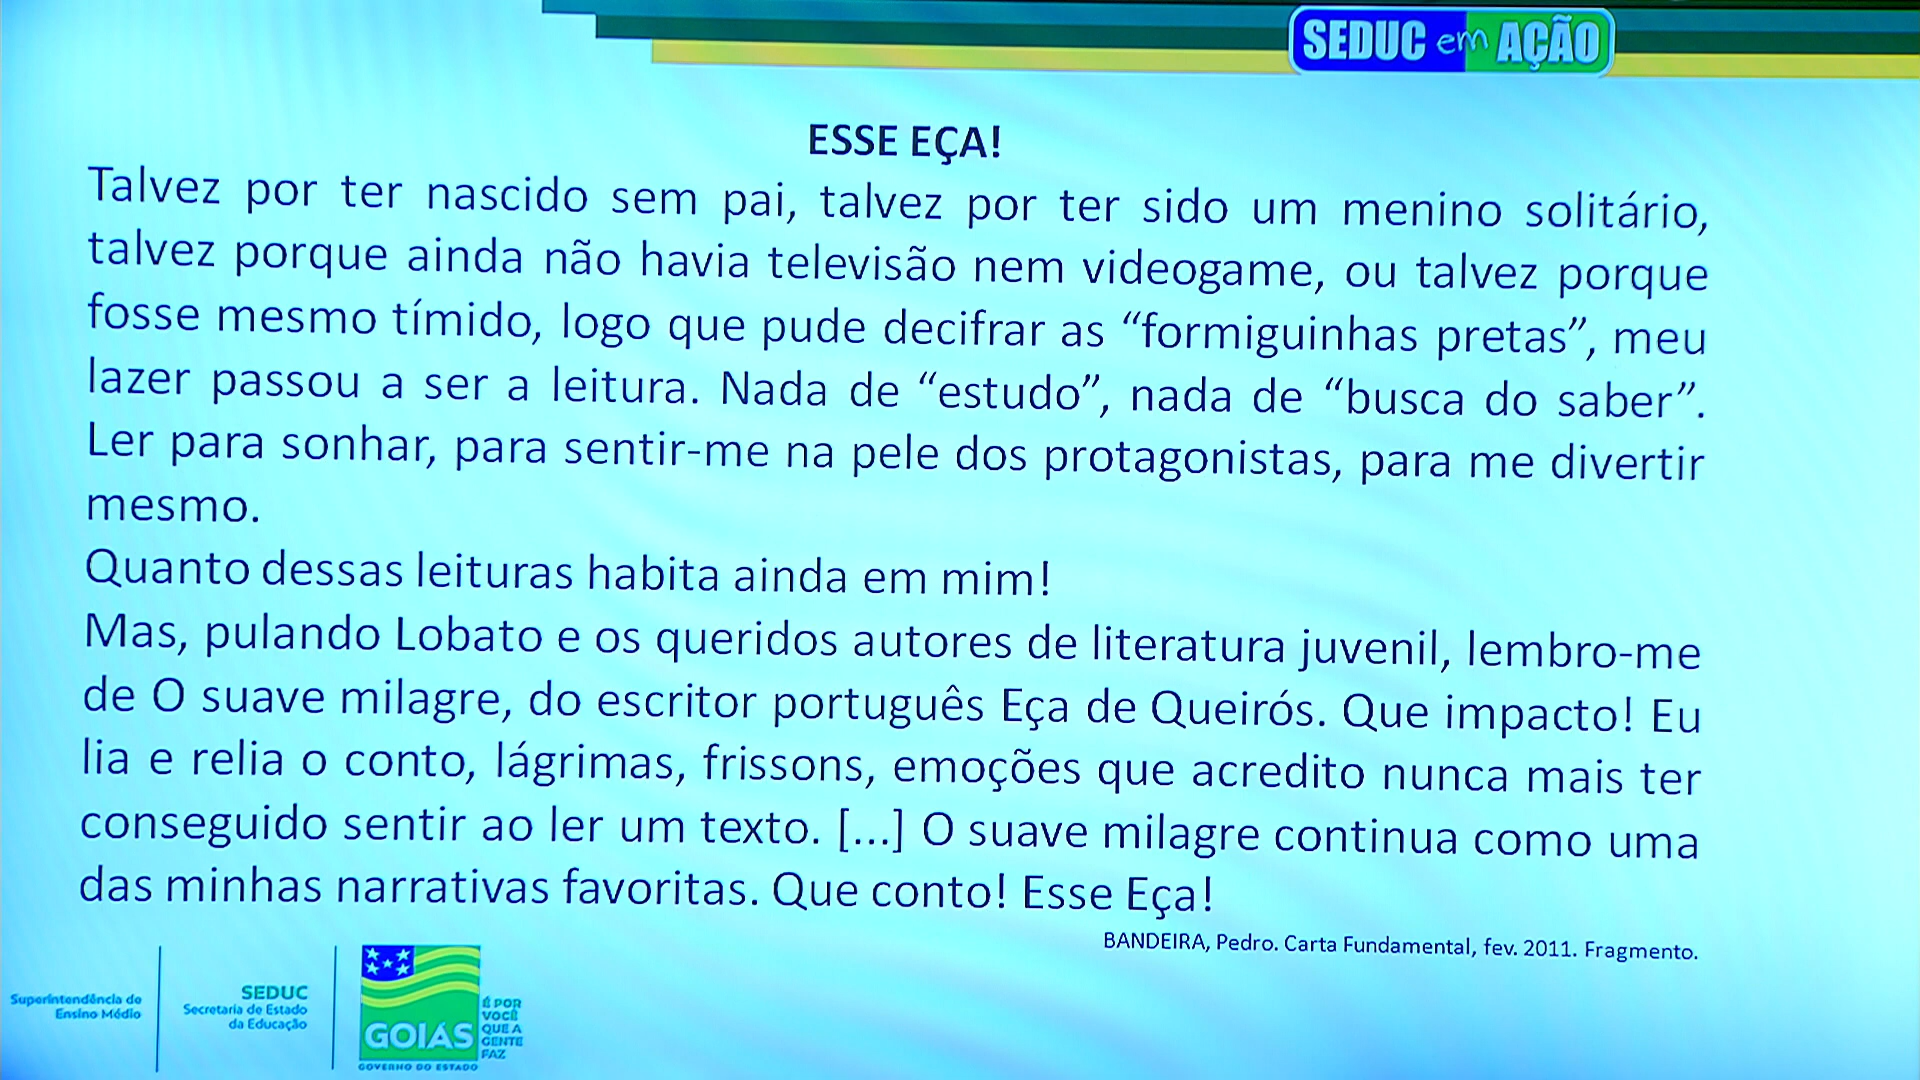 SEDUC em AÇÃO
ESSE EÇA!
Talvez por ter nascido sem pai, talvez por ter sido um menino solitário,
talvez porque ainda não havia televisão nem videogame, ou talvez porque
fosse mesmo tímido, logo que pude decifrar as “formiguinhas pretas”, meu
lazer passou a ser a leitura. Nada de “estudo”, nada de “busca do saber”.
Ler para sonhar, para sentir-me na pele dos protagonistas, para me divertir
mesmo.
Quanto dessas leituras habita ainda em mim!
Mas, pulando Lobato e os queridos autores de literatura juvenil, lembro-me
de O suave milagre, do escritor português Eça de Queirós. Que impacto! Eu
lia e relia o conto, lágrimas, frissons, emoções que acredito nunca mais ter
conseguido sentir ao ler um texto. [...] O suave milagre continua como uma
das minhas narrativas favoritas. Que conto! Esse Eça!
BANDEIRA, Pedro. Carta Fundamental, fev. 2011. Fragmento.
Superintendência de
Ensino Médio
SEDUC
Secretaria de Estado
da Educação
GOIÁS
GOVERNO DO ESTADO
É POR
VOCÊ
QUE A
GENTE
FAZ